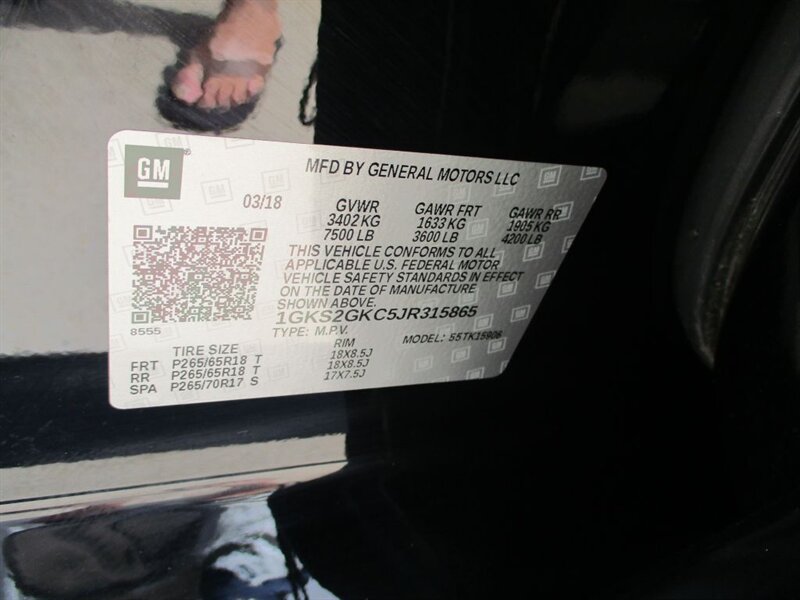 GM
MFD BY GENERAL MOTORS LLC
03/18 GVWR GAWR FRT GAWR RR
3402 KG 1633 KG 1905 KG
7500 LB 3600 LB 4200 LB
THIS VEHICLE CONFORMS TO ALL
APPLICABLE U.S. FEDERAL MOTOR
VEHICLE SAFETY STANDARDS IN EFFECT
ON THE DATE OF MANUFACTURE
SHOWN ABOVE.
8555
1GKS2GKC5JR315865
TYPE: M.P.V. MODEL: 55TK15906
TIRE SIZE RIM
FRT P265/65R18 T 18X8.5J
RR P265/65R18 T 18X8.5J
SPA P265/70R17 S 17X7.5J